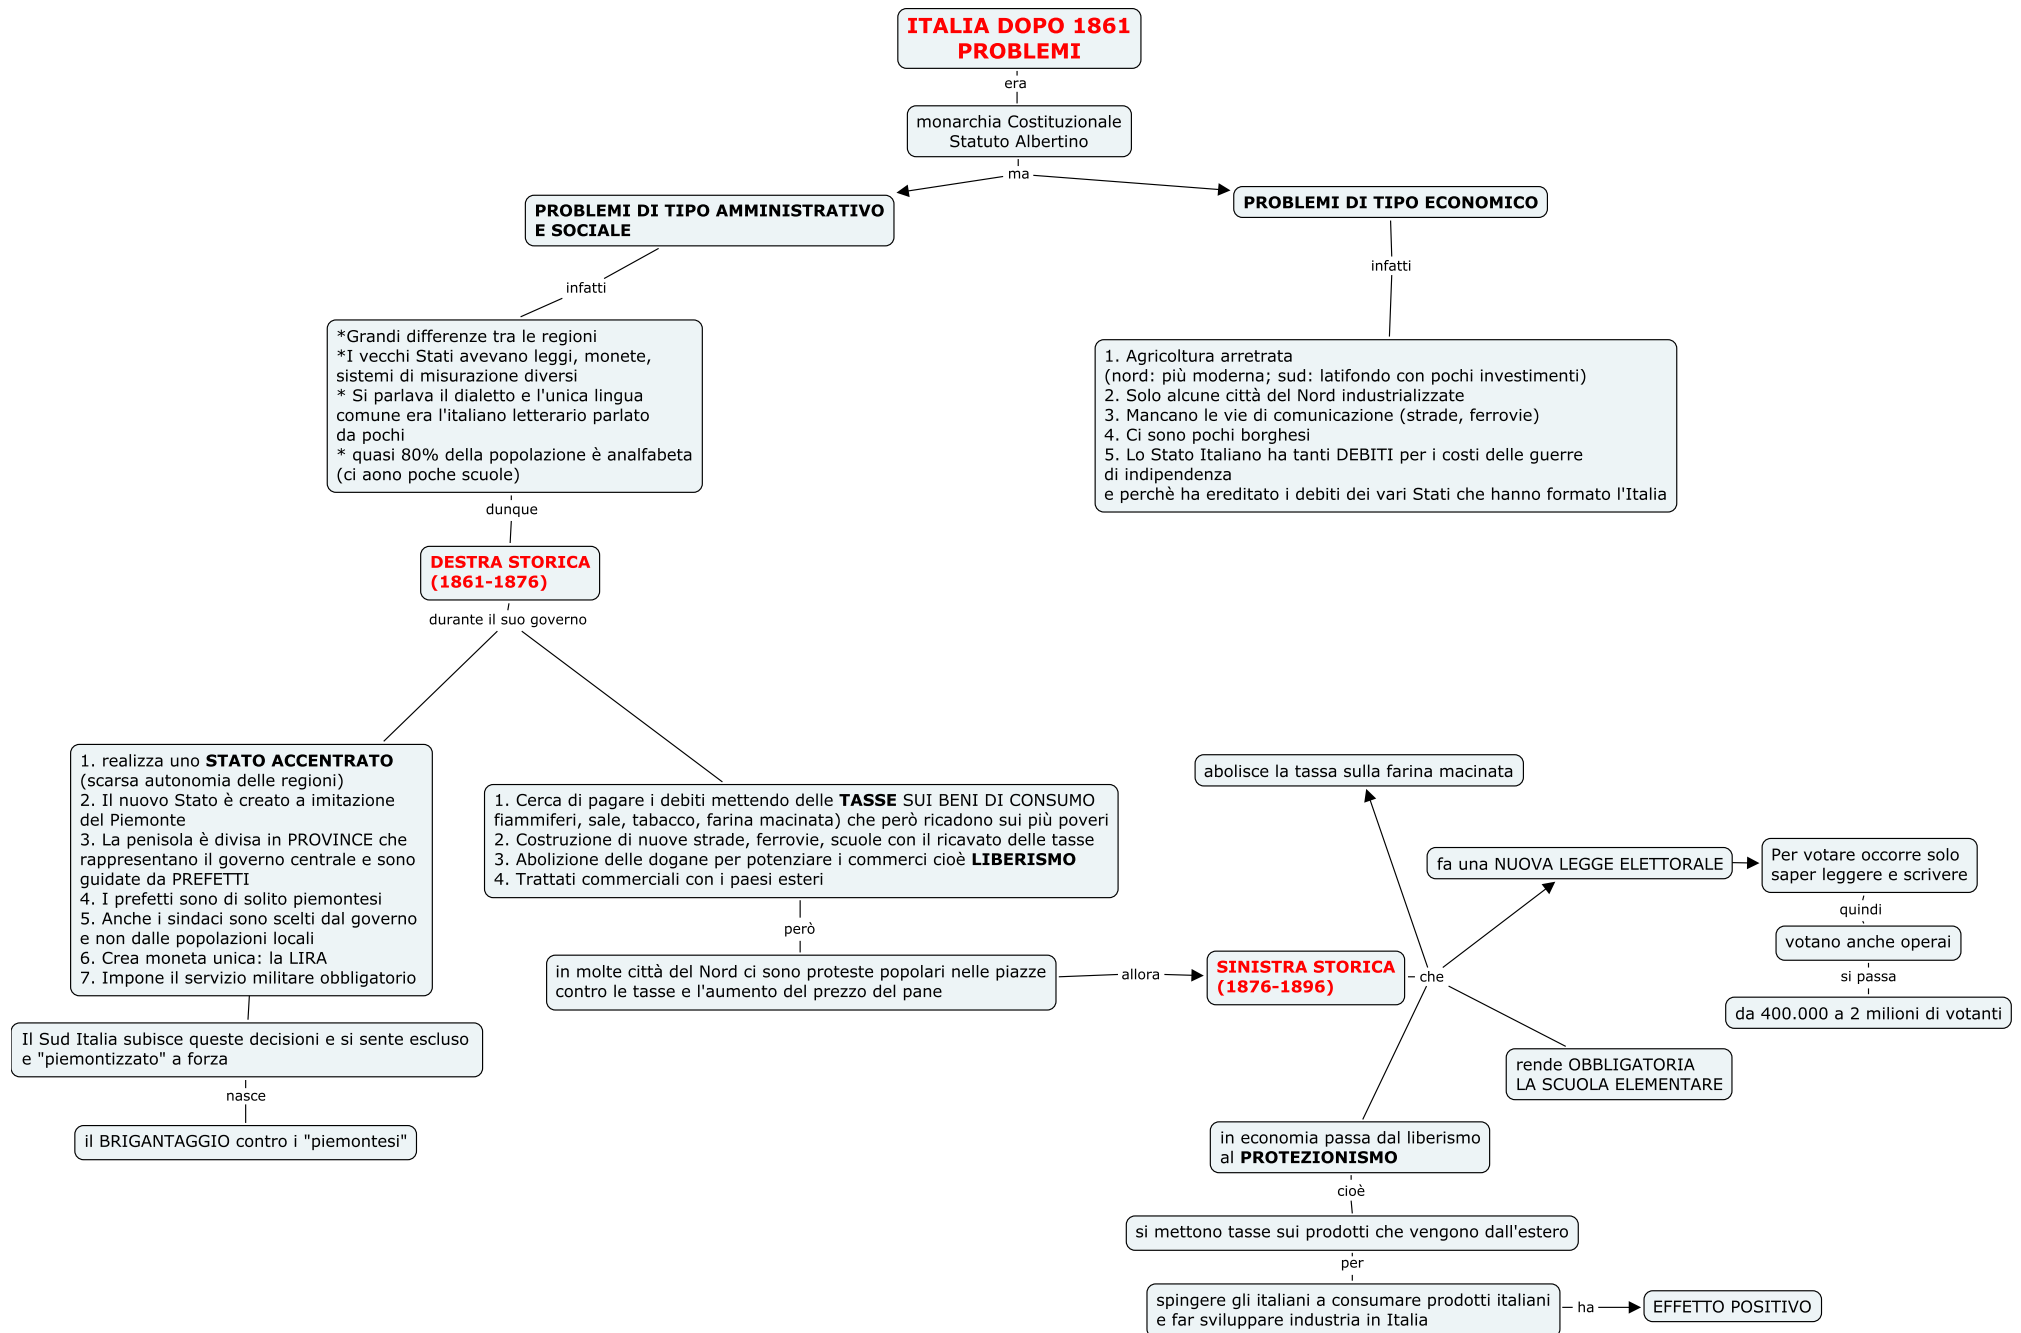 ITALIA DOPO 1861
PROBLEMI
era
monarchia Costituzionale
Statuto Albertino
ma
PROBLEMI DI TIPO AMMINISTRATIVO
E SOCIALE
infatti
*Grandi differenze tra le regioni
*I vecchi Stati avevano leggi, monete,
sistemi di misurazione diversi
* Si parlava il dialetto e l'unica lingua
comune era l'italiano letterario parlato
da pochi
* quasi 80% della popolazione è analfabeta
(ci aono poche scuole)
PROBLEMI DI TIPO ECONOMICO
infatti
1. Agricoltura arretrata
(nord: più moderna; sud: latifondo con pochi investimenti)
2. Solo alcune città del Nord industrializzate
3. Mancano le vie di comunicazione (strade, ferrovie)
4. Ci sono pochi borghesi
5. Lo Stato Italiano ha tanti DEBITI per i costi delle guerre
di indipendenza
e perchè ha ereditato i debiti dei vari Stati che hanno formato l'Italia
dunque
DESTRA STORICA
(1861-1876)
durante il suo governo
1. realizza uno STATO ACCENTRATO
(scarsa autonomia delle regioni)
2. Il nuovo Stato è creato a imitazione
del Piemonte
3. La penisola è divisa in PROVINCE che
rappresentano il governo centrale e sono
guidate da PREFETTI
4. I prefetti sono di solito piemontesi
5. Anche i sindaci sono scelti dal governo
e non dalle popolazioni locali
6. Crea moneta unica: la LIRA
7. Impone il servizio militare obbligatorio
Il Sud Italia subisce queste decisioni e si sente escluso
e "piemontizzato" a forza
nasce
il BRIGANTAGGIO contro i "piemontesi"
1. Cerca di pagare i debiti mettendo delle TASSE SUI BENI DI CONSUMO
fiammiferi, sale, tabacco, farina macinata) che però ricadono sui più poveri
2. Costruzione di nuove strade, ferrovie, scuole con il ricavato delle tasse
3. Abolizione delle dogane per potenziare i commerci cioè LIBERISMO
4. Trattati commerciali con i paesi esteri
però
in molte città del Nord ci sono proteste popolari nelle piazze
contro le tasse e l'aumento del prezzo del pane
allora
SINISTRA STORICA
(1876-1896)
che
abolisce la tassa sulla farina macinata
fa una NUOVA LEGGE ELETTORALE
Per votare occorre solo
saper leggere e scrivere
quindi
votano anche operai
si passa
da 400.000 a 2 milioni di votanti
rende OBBLIGATORIA
LA SCUOLA ELEMENTARE
in economia passa dal liberismo
al PROTEZIONISMO
cioè
si mettono tasse sui prodotti che vengono dall'estero
per
spingere gli italiani a consumare prodotti italiani
e far sviluppare industria in Italia
ha
EFFETTO POSITIVO